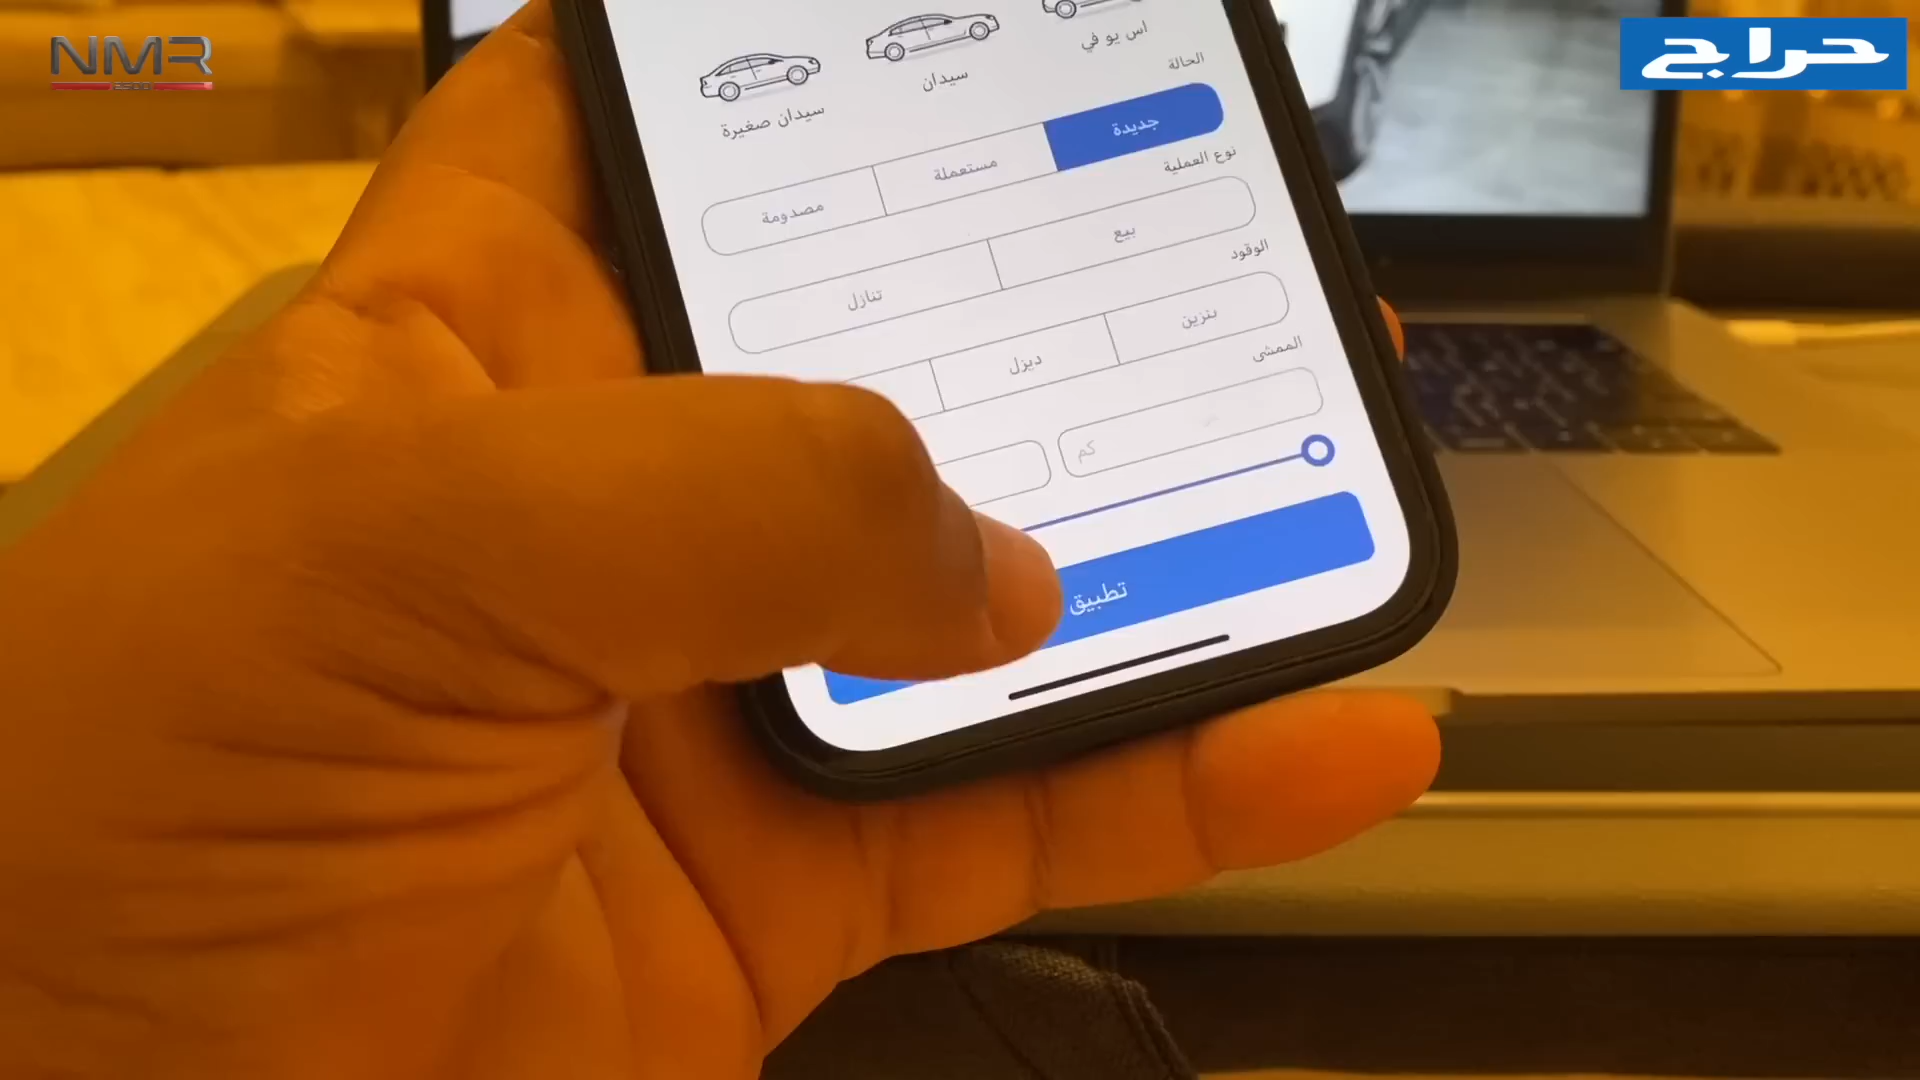 NMR
حراج
اس يو في
سيدان
سيدان صغيرة
الحالة
جديدة
مستعملة
مصدومة
نوع العملية
بيع
تنازل
الوقود
بنزين
ديزل
الممشى
كم
تطبيق